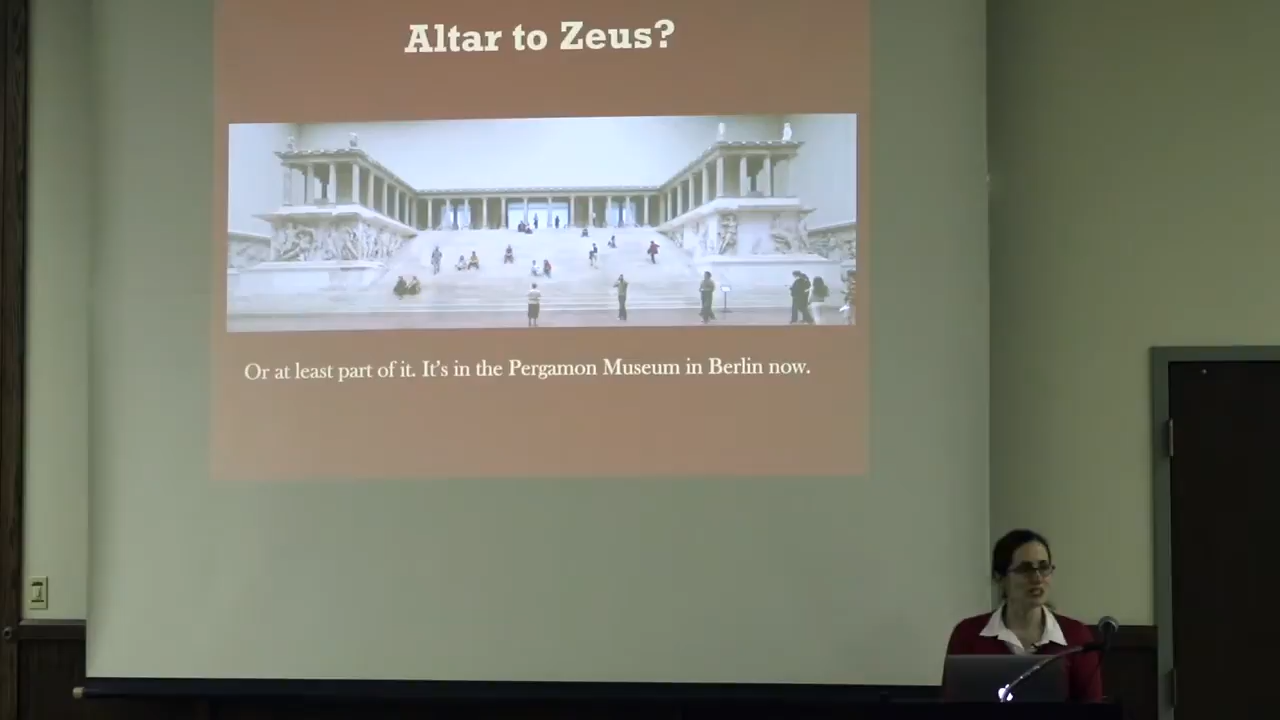 Altar to Zeus?
Or at least part of it. It's in the Pergamon Museum in Berlin now.